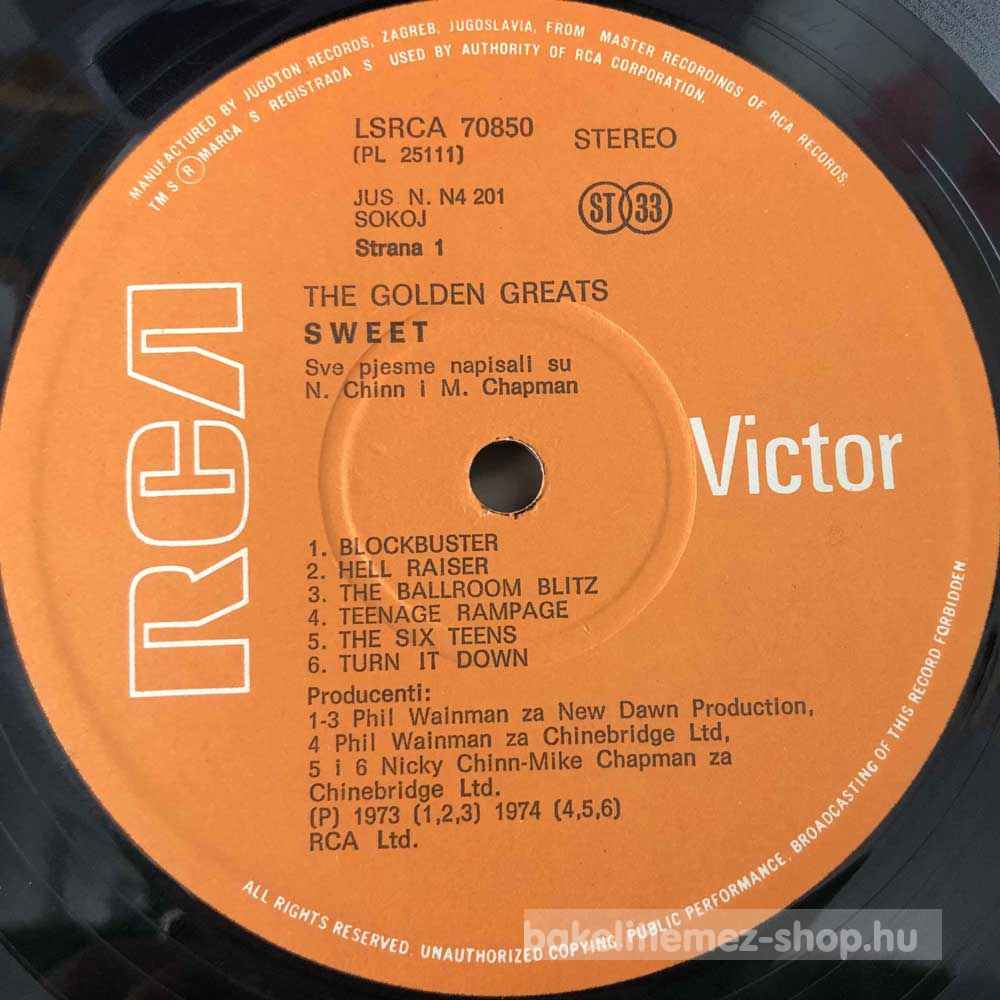 MANUFACTURED BY JUGOTON RECORDS, ZAGREB, JUGOSLAVIA, FROM MASTER RECORDINGS OF RCA RECORDS.
TM S ® MARCA S REGISTRADA S USED BY AUTHORITY OF RCA CORPORATION.
LSRCA 70850
(PL 25111)
STEREO
JUS N. N4 201
SOKOJ
ST 33
Strana 1
THE GOLDEN GREATS
SWEET
Sve pjesme napisali su
N. Chinn i M. Chapman
RCA
Victor
1. BLOCKBUSTER
2. HELL RAISER
3. THE BALLROOM BLITZ
4. TEENAGE RAMPAGE
5. THE SIX TEENS
6. TURN IT DOWN
Producenti:
1-3 Phil Wainman za New Dawn Production,
4 Phil Wainman za Chinebridge Ltd,
5 i 6 Nicky Chinn-Mike Chapman za
Chinebridge Ltd.
(P) 1973 (1,2,3) 1974 (4,5,6)
RCA Ltd.
ALL RIGHTS RESERVED. UNAUTHORIZED COPYING, PUBLIC PERFORMANCE, BROADCASTING OF THIS RECORD FORBIDDEN
bakelitlemez-shop.hu